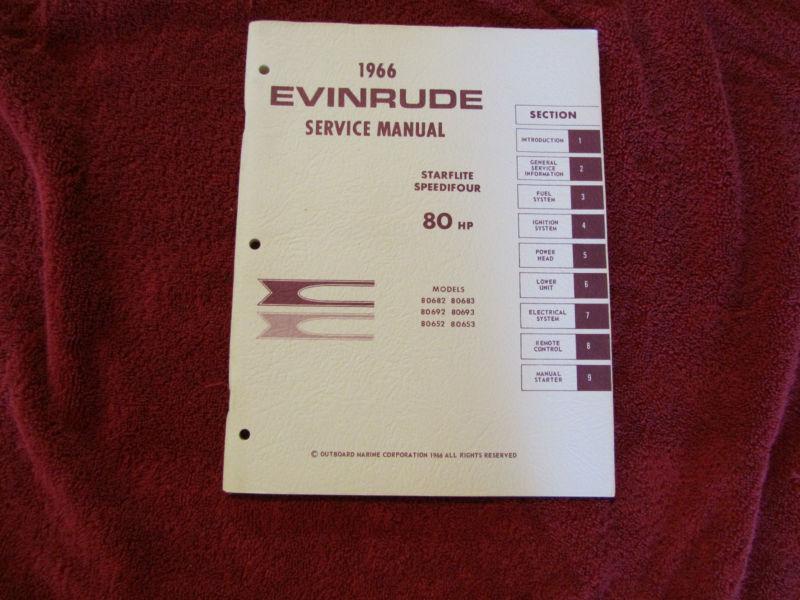 1966
EVINRUDE
SERVICE MANUAL
STARFLITE
SPEEDIFOUR
80 HP
MODELS
80682 80683
80692 80693
80652 80653
SECTION
INTRODUCTION 1
GENERAL
SERVICE
INFORMATION 2
FUEL
SYSTEM 3
IGNITION
SYSTEM 4
POWER
HEAD 5
LOWER
UNIT 6
ELECTRICAL
SYSTEM 7
REMOTE
CONTROL 8
MANUAL
STARTER 9
© OUTBOARD MARINE CORPORATION 1966 ALL RIGHTS RESERVED